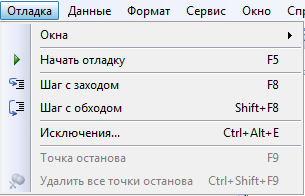 Отладка Данные Формат Сервис Окно Спр
Окна
Начать отладку F5
Шаг с заходом F8
Шаг с обходом Shift+F8
Исключения... Ctrl+Alt+E
Точка останова F9
Удалить все точки останова Ctrl+Shift+F9